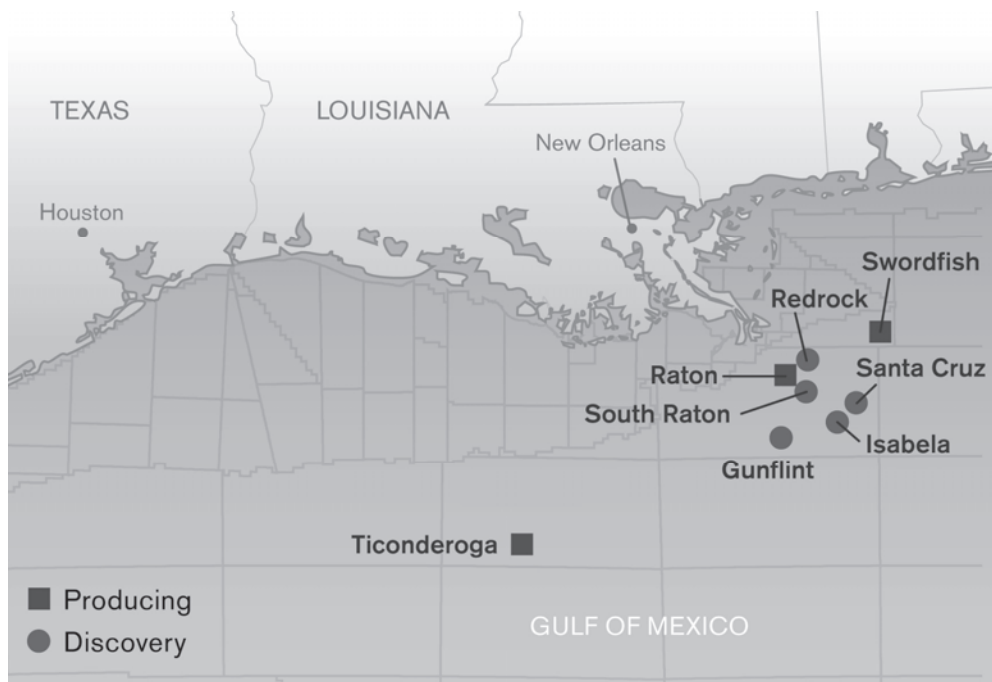 TEXAS
LOUISIANA
New Orleans
Houston
Swordfish
Redrock
Raton
Santa Cruz
South Raton
Isabela
Gunflint
Ticonderoga
Producing
GULF OF MEXICO
Discovery